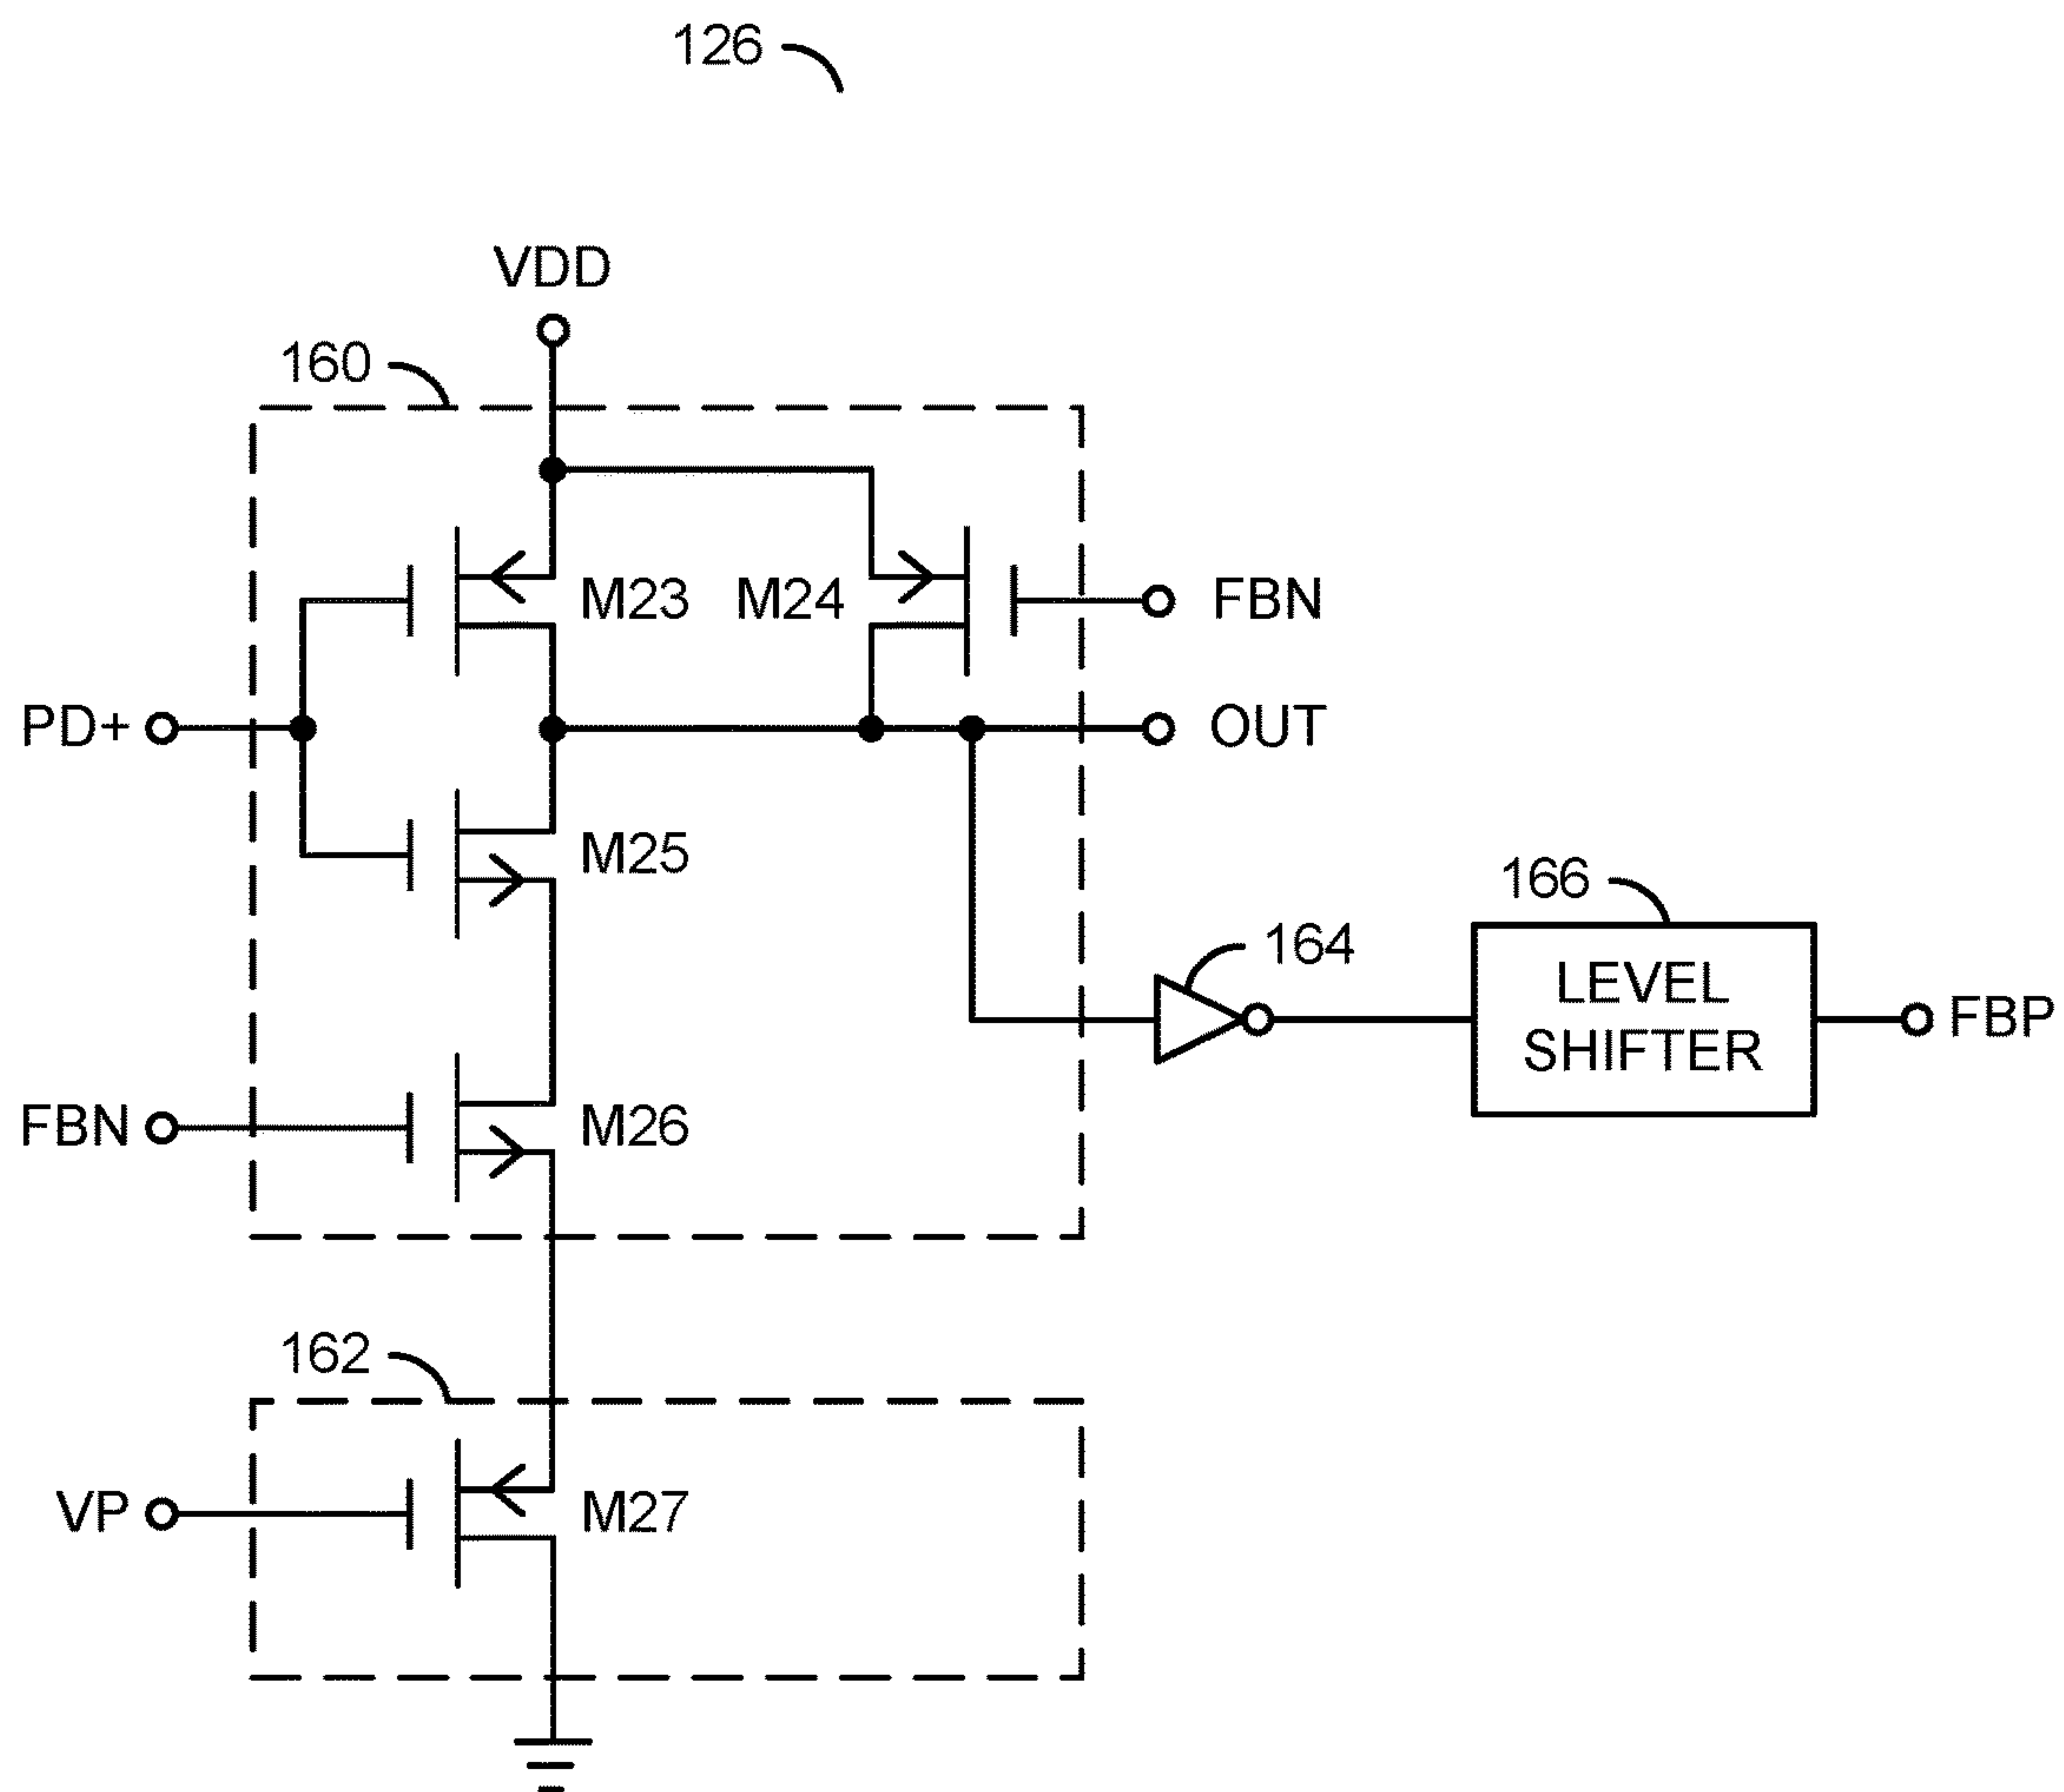 126
VDD
160
M23
M24
FBN
PD+
OUT
M25
166
164
LEVEL
SHIFTER
FBP
FBN
M26
162
VP
M27